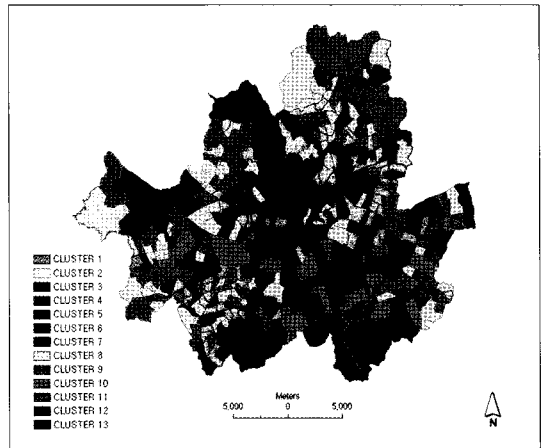 CLUSTER 1
CLUSTER 2
CLUSTER 3
CLUSTER 4
CLUSTER 5
CLUSTER 6
CLUSTER 7
CLUSTER 8
CLUSTER 9
CLUSTER 10
CLUSTER 11
CLUSTER 12
CLUSTER 13
Meters
5,000 0 5,000
N